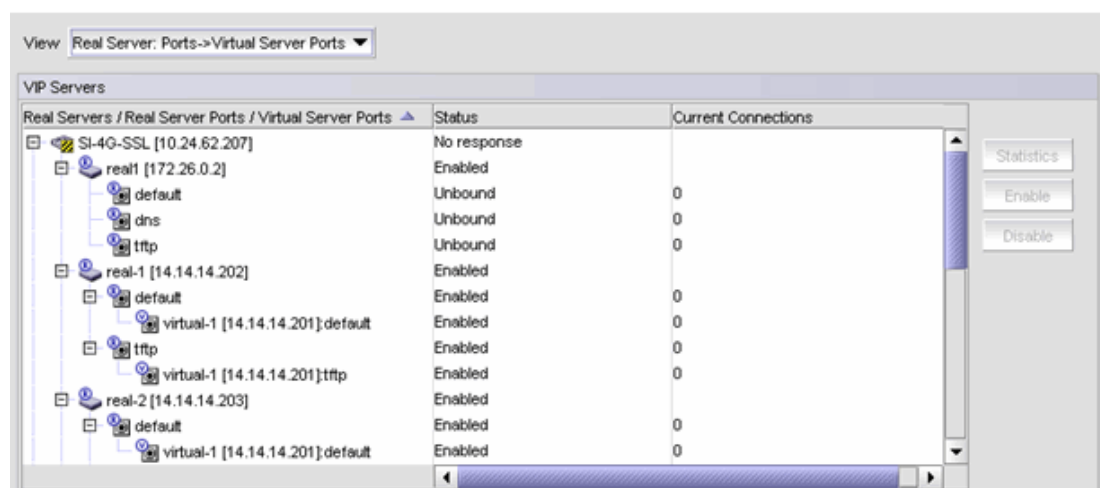 View Real Server: Ports->Virtual Server Ports
VIP Servers
Real Servers / Real Server Ports / Virtual Server Ports Status Current Connections
SI-4G-SSL [10.24.62.207] No response
real1 [172.26.0.2] Enabled
default Unbound 0
dns Unbound 0
tftp Unbound 0
real-1 [14.14.14.202] Enabled
default Enabled 0
virtual-1 [14.14.14.201]:default Enabled 0
tftp Enabled 0
virtual-1 [14.14.14.201]:tftp Enabled 0
real-2 [14.14.14.203] Enabled
default Enabled 0
virtual-1 [14.14.14.201]:default Enabled 0
Statistics
Enable
Disable